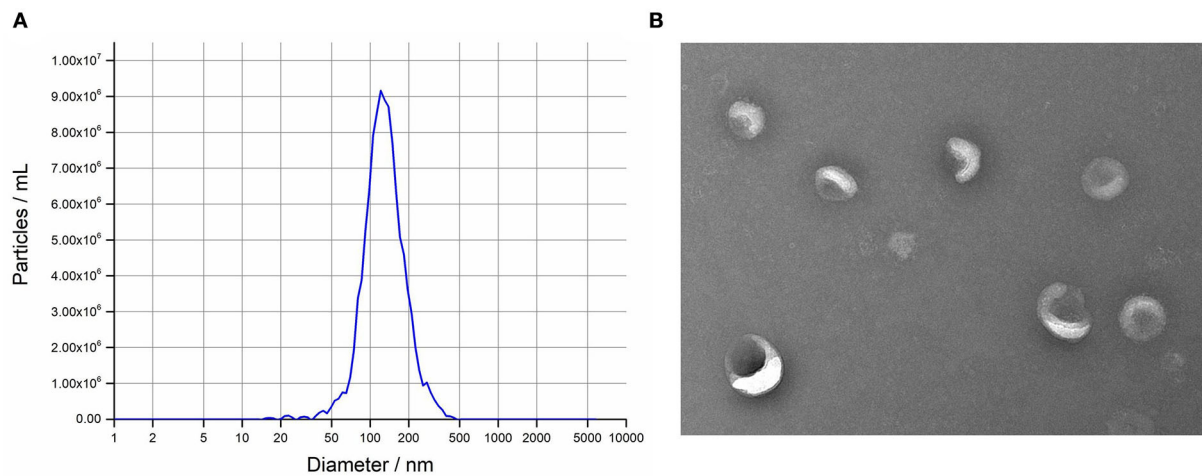 A
B
1.00x10⁷
9.00x10⁶
8.00x10⁶
7.00x10⁶
6.00x10⁶
5.00x10⁶
4.00x10⁶
3.00x10⁶
2.00x10⁶
1.00x10⁶
0.00
Particles / mL
1 2 5 10 20 50 100 200 500 1000 2000 5000 10000
Diameter / nm